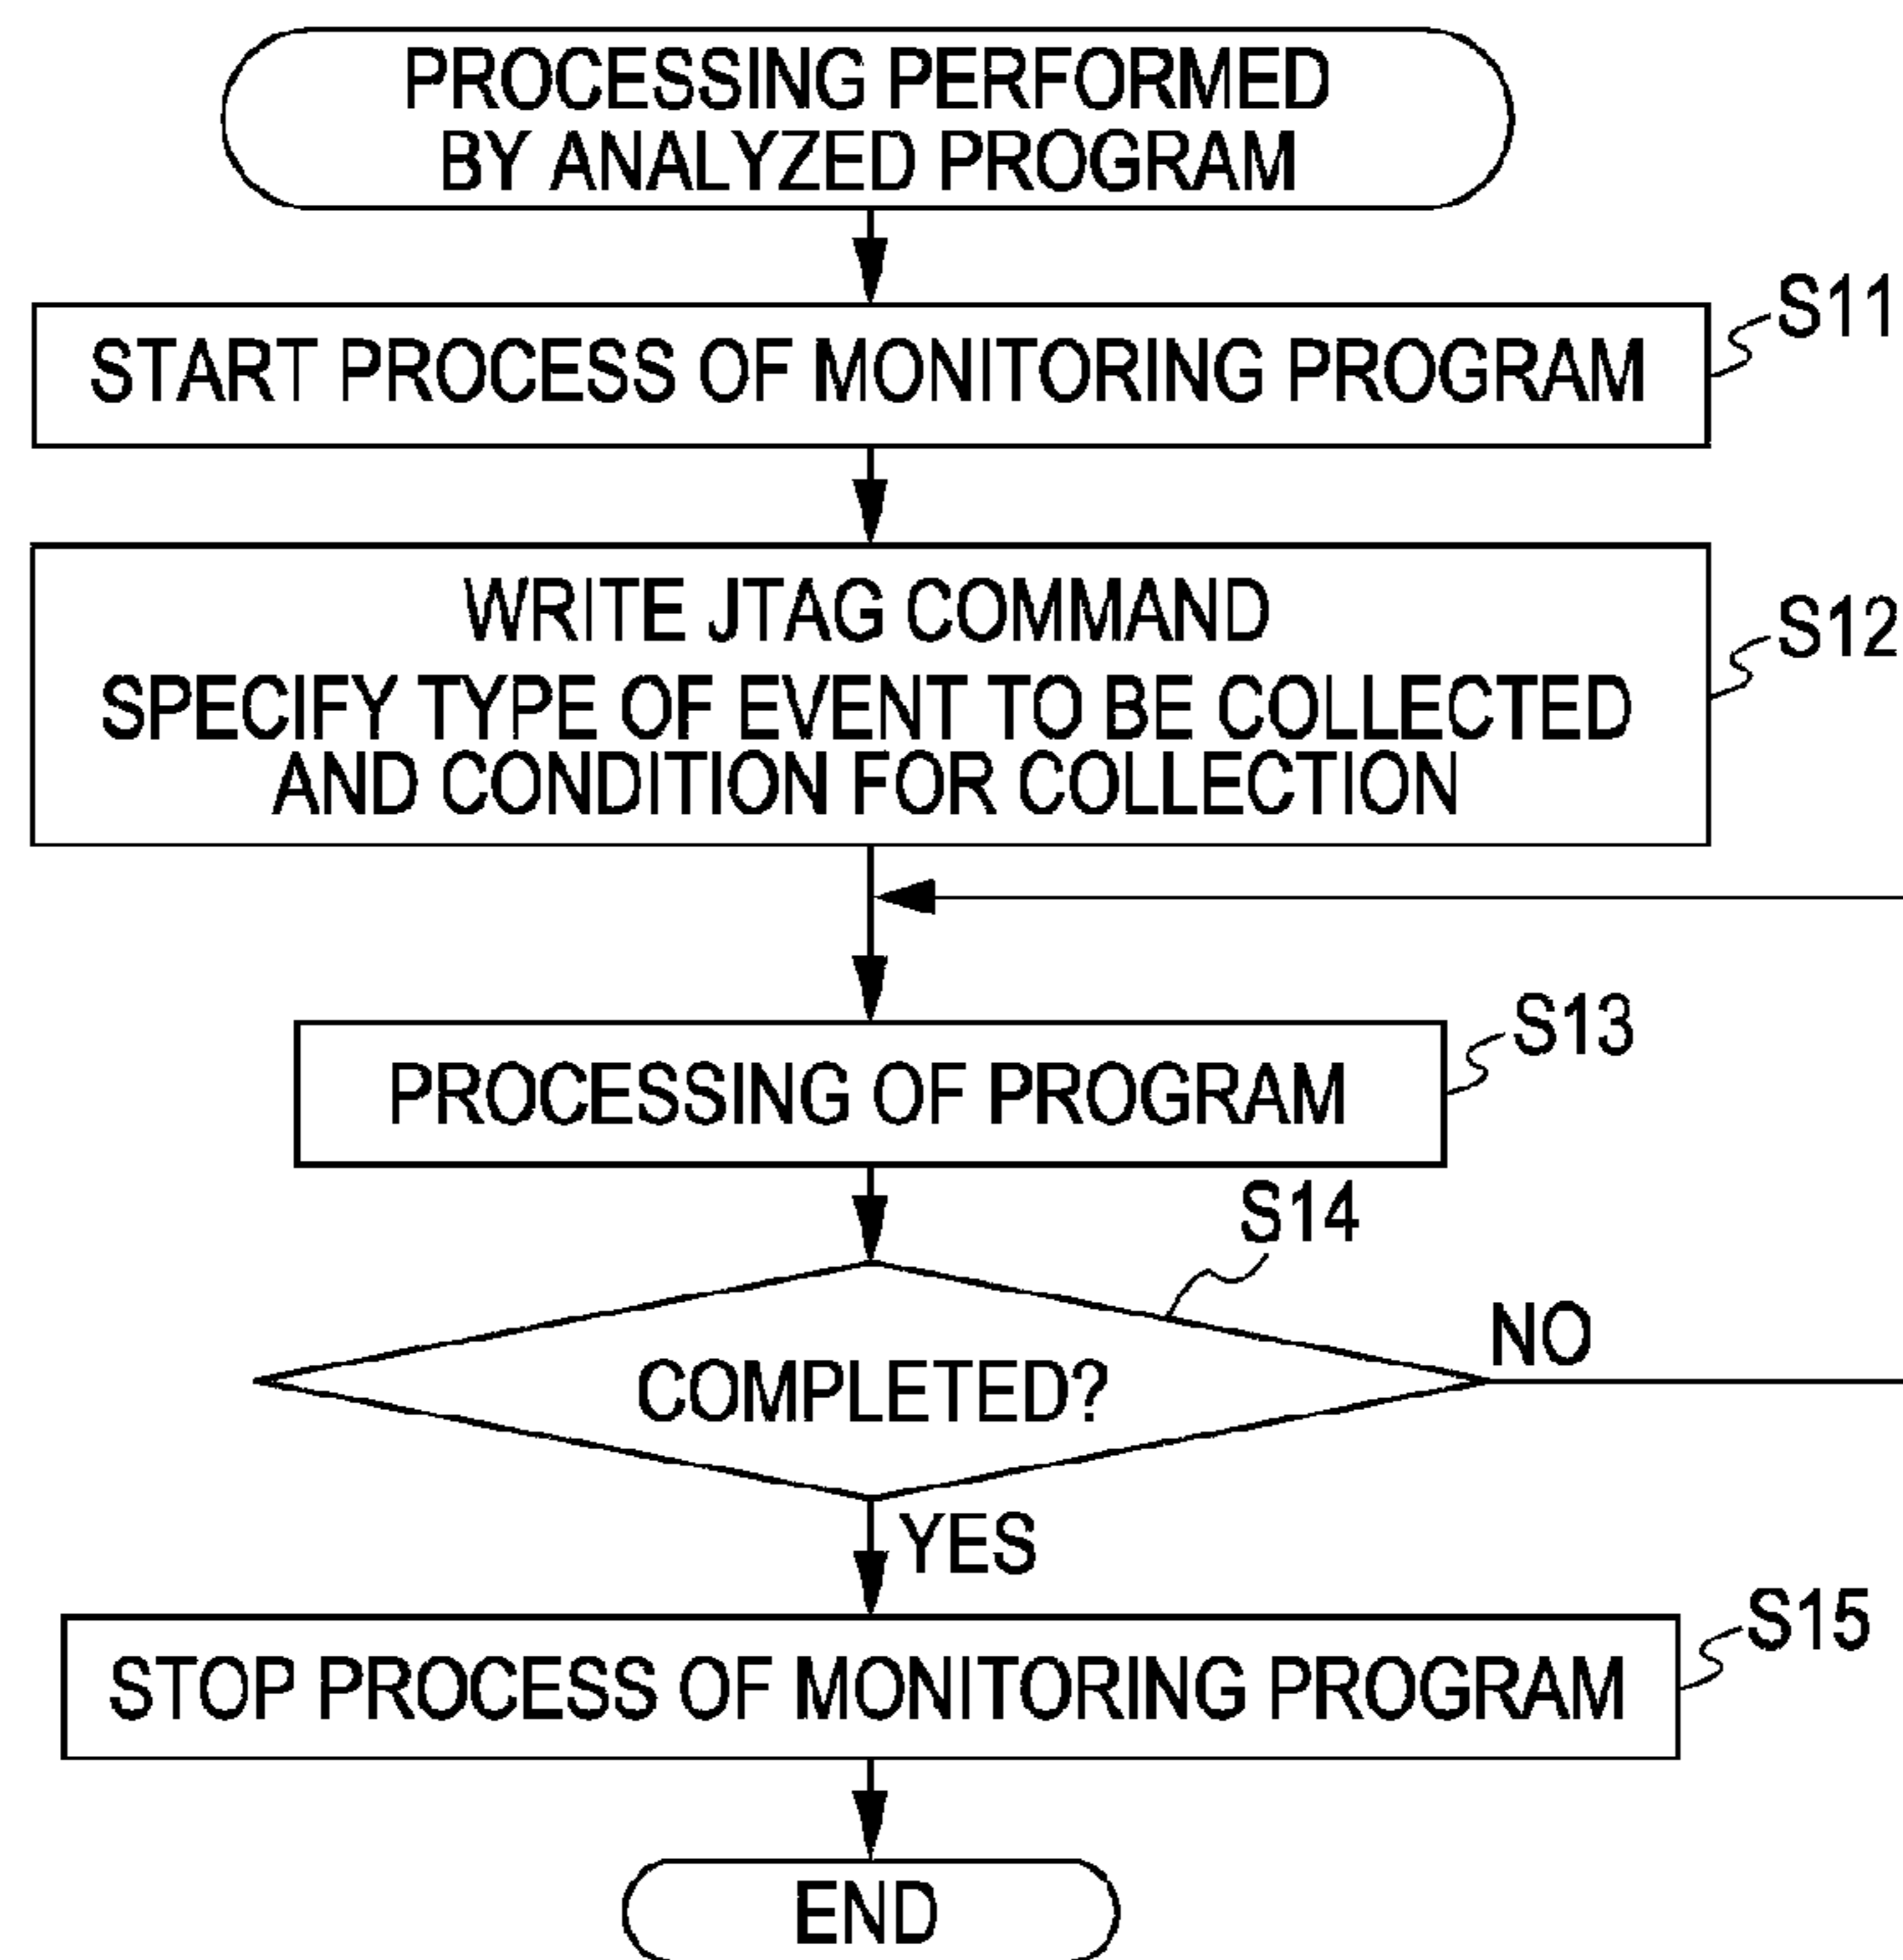 PROCESSING PERFORMED
BY ANALYZED PROGRAM
S11
START PROCESS OF MONITORING PROGRAM
S12
WRITE JTAG COMMAND
SPECIFY TYPE OF EVENT TO BE COLLECTED
AND CONDITION FOR COLLECTION
S13
PROCESSING OF PROGRAM
S14
COMPLETED?
NO
YES
S15
STOP PROCESS OF MONITORING PROGRAM
END